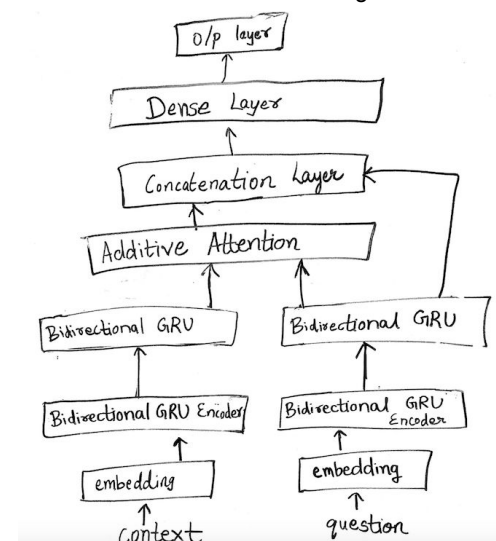 o/p layer
Dense Layer
Concatenation Layer
Additive Attention
Bidirectional GRU
Bidirectional GRU
Bidirectional GRU Encoder
Bidirectional GRU
Encoder
embedding
embedding
context
question